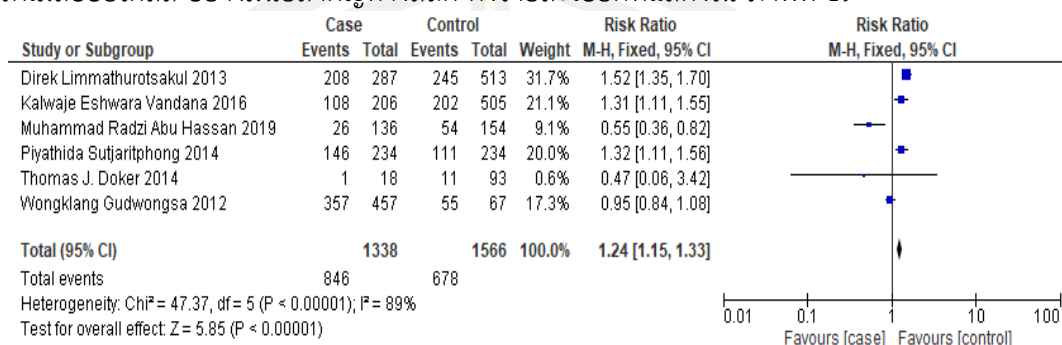 Case Control Risk Ratio Risk Ratio
Study or Subgroup Events Total Events Total Weight M-H, Fixed, 95% CI M-H, Fixed, 95% CI
Direk Limmathurotsakul 2013 208 287 245 513 31.7% 1.52 [1.35, 1.70]
Kalwaje Eshwara Vandana 2016 108 206 202 505 21.1% 1.31 [1.11, 1.55]
Muhammad Radzi Abu Hassan 2019 26 136 54 154 9.1% 0.55 [0.36, 0.82]
Piyathida Sutjaritphong 2014 146 234 111 234 20.0% 1.32 [1.11, 1.56]
Thomas J. Doker 2014 1 18 11 93 0.6% 0.47 [0.06, 3.42]
Wongklang Gudwongsa 2012 357 457 55 67 17.3% 0.95 [0.84, 1.08]
Total (95% CI) 1338 1566 100.0% 1.24 [1.15, 1.33]
Total events 846 678
Heterogeneity: Chi² = 47.37, df = 5 (P < 0.00001); I² = 89%
Test for overall effect: Z = 5.85 (P < 0.00001)
0.01 0.1 1 10 100
Favours [case] Favours [control]